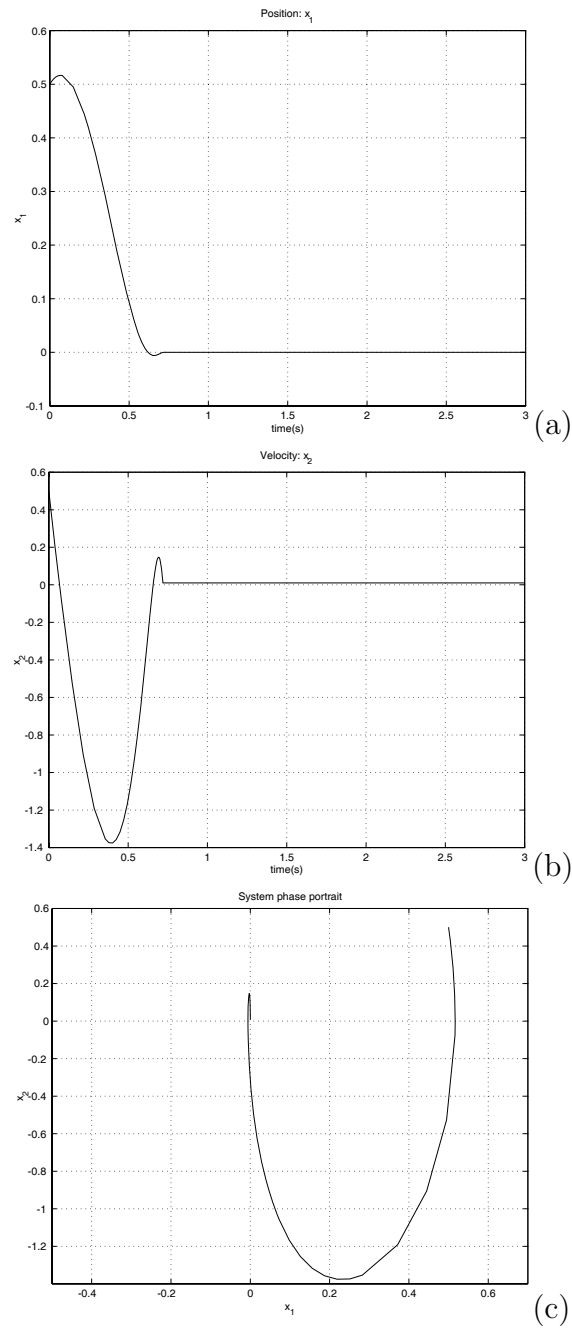 Position: x1
0.6
0.5
0.4
0.3
0.2
0.1
0
-0.1
x1
0 0.5 1 1.5 2 2.5 3
time(s)
(a)
Velocity: x2
0.6
0.4
0.2
0
-0.2
-0.4
-0.6
-0.8
-1
-1.2
-1.4
x2
0 0.5 1 1.5 2 2.5 3
time(s)
(b)
System phase portrait
0.6
0.4
0.2
0
-0.2
-0.4
-0.6
-0.8
-1
-1.2
x2
-0.4 -0.2 0 0.2 0.4 0.6
x1
(c)